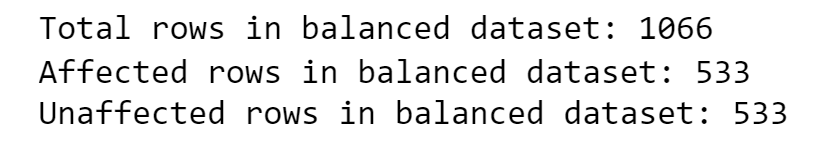 Total rows in balanced dataset: 1066
Affected rows in balanced dataset: 533
Unaffected rows in balanced dataset: 533